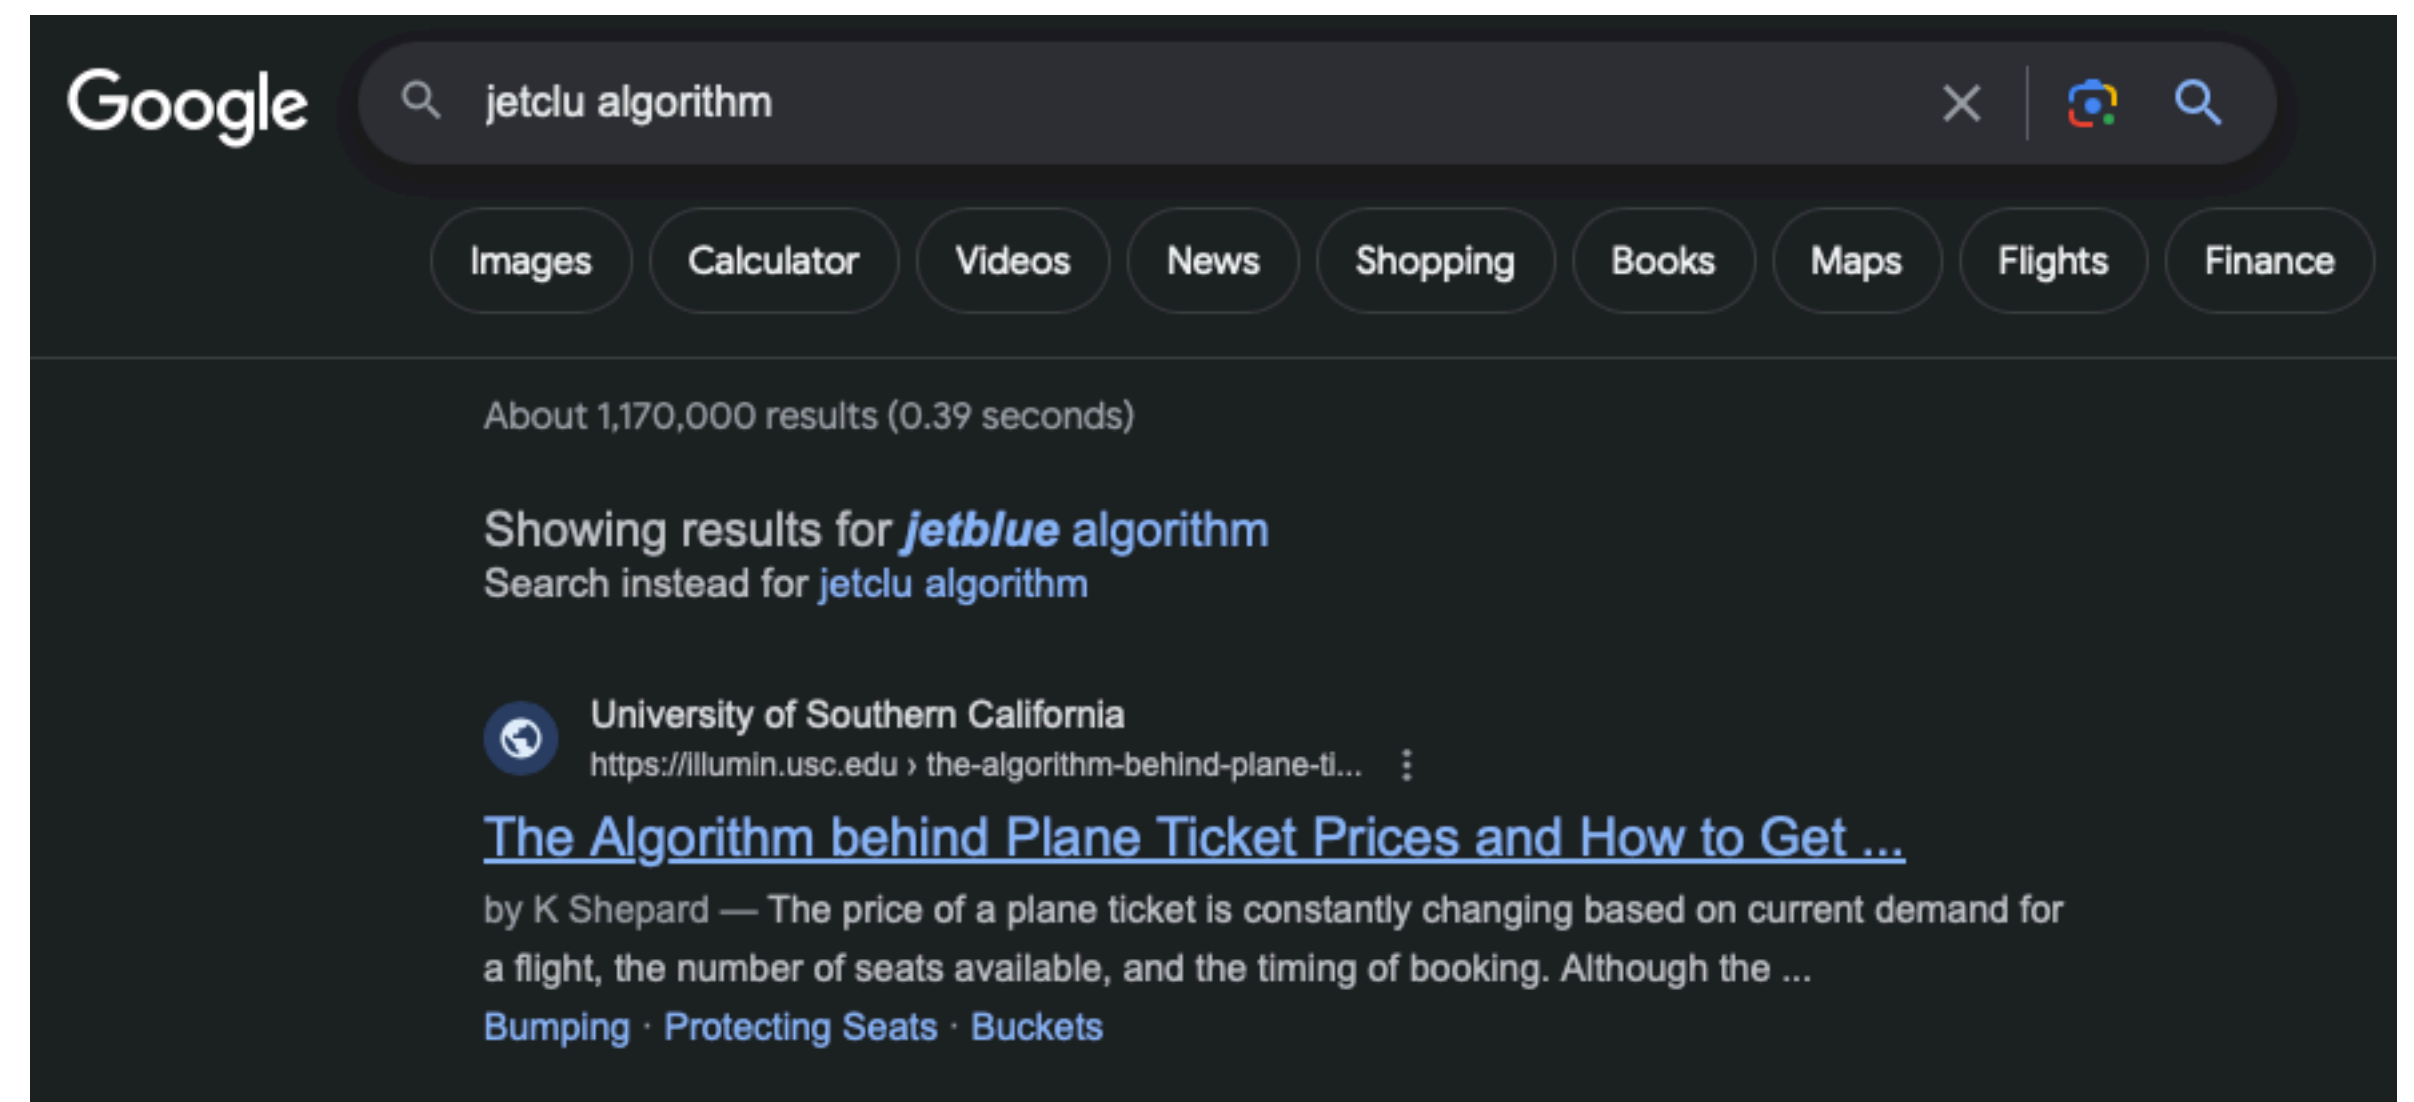 Google
jetclu algorithm
Images Calculator Videos News Shopping Books Maps Flights Finance
About 1,170,000 results (0.39 seconds)
Showing results for jetblue algorithm
Search instead for jetclu algorithm
University of Southern California
https://illumin.usc.edu › the-algorithm-behind-plane-ti...
The Algorithm behind Plane Ticket Prices and How to Get ...
by K Shepard — The price of a plane ticket is constantly changing based on current demand for
a flight, the number of seats available, and the timing of booking. Although the ...
Bumping · Protecting Seats · Buckets